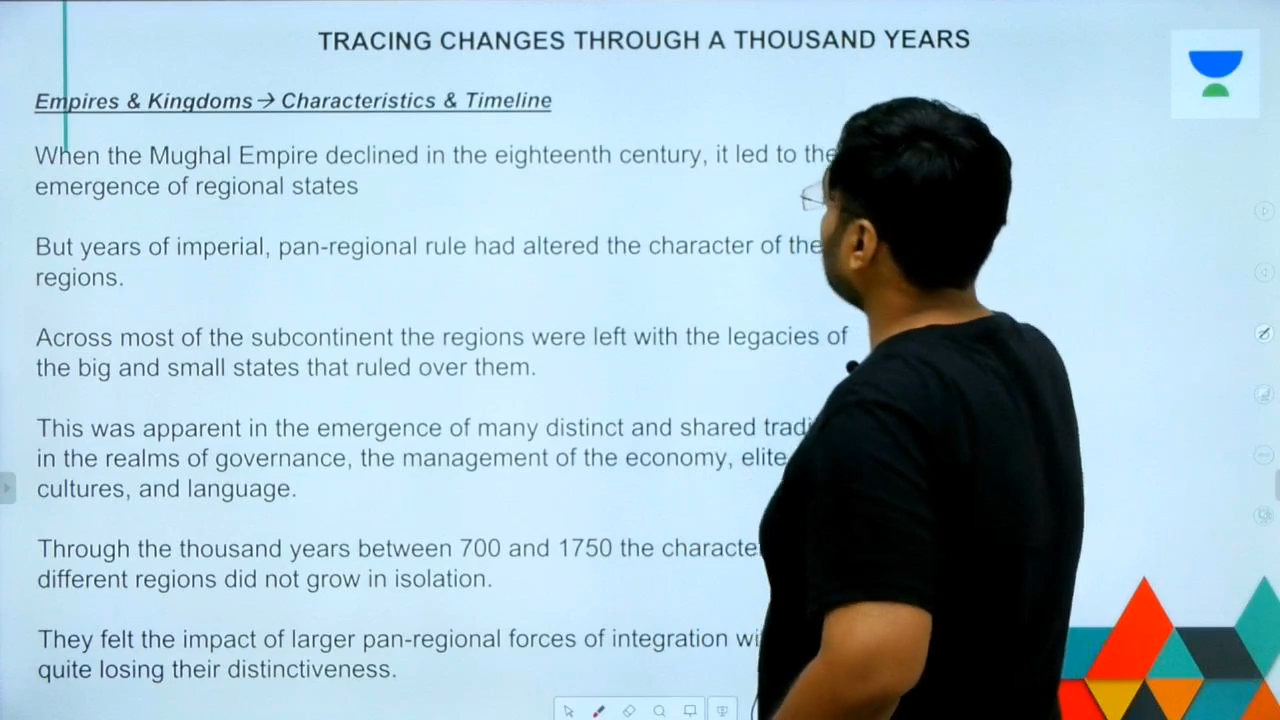 TRACING CHANGES THROUGH A THOUSAND YEARS
Empires & Kingdoms → Characteristics & Timeline
When the Mughal Empire declined in the eighteenth century, it led to the
emergence of regional states
But years of imperial, pan-regional rule had altered the character of the
regions.
Across most of the subcontinent the regions were left with the legacies of
the big and small states that ruled over them.
This was apparent in the emergence of many distinct and shared
in the realms of governance, the management of the economy, elite
cultures, and language.
Through the thousand years between 700 and 1750 the
different regions did not grow in isolation.
They felt the impact of larger pan-regional forces of integration
quite losing their distinctiveness.